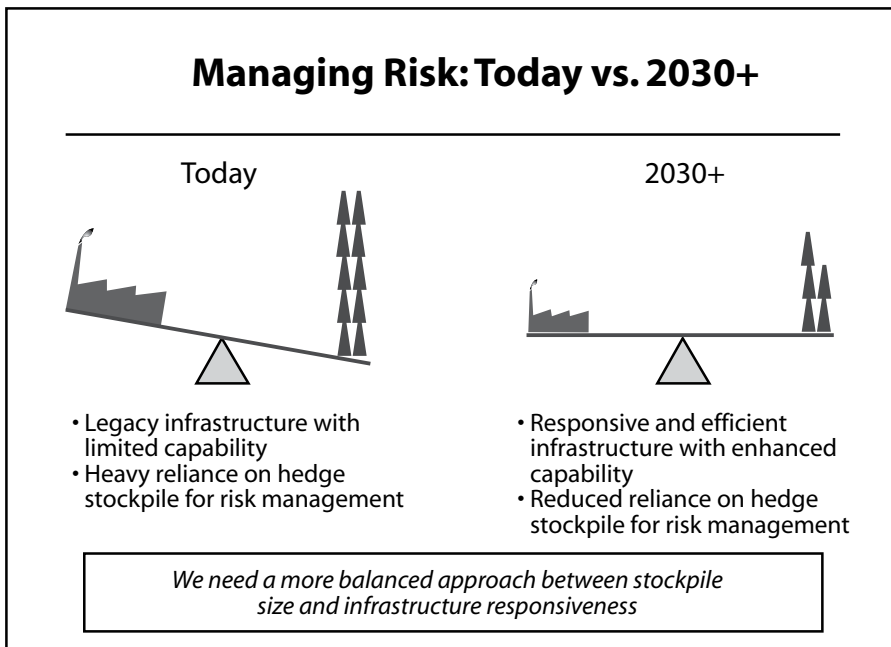 Managing Risk: Today vs. 2030+
Today
• Legacy infrastructure with
limited capability
• Heavy reliance on hedge
stockpile for risk management
2030+
• Responsive and efficient
infrastructure with enhanced
capability
• Reduced reliance on hedge
stockpile for risk management
We need a more balanced approach between stockpile
size and infrastructure responsiveness